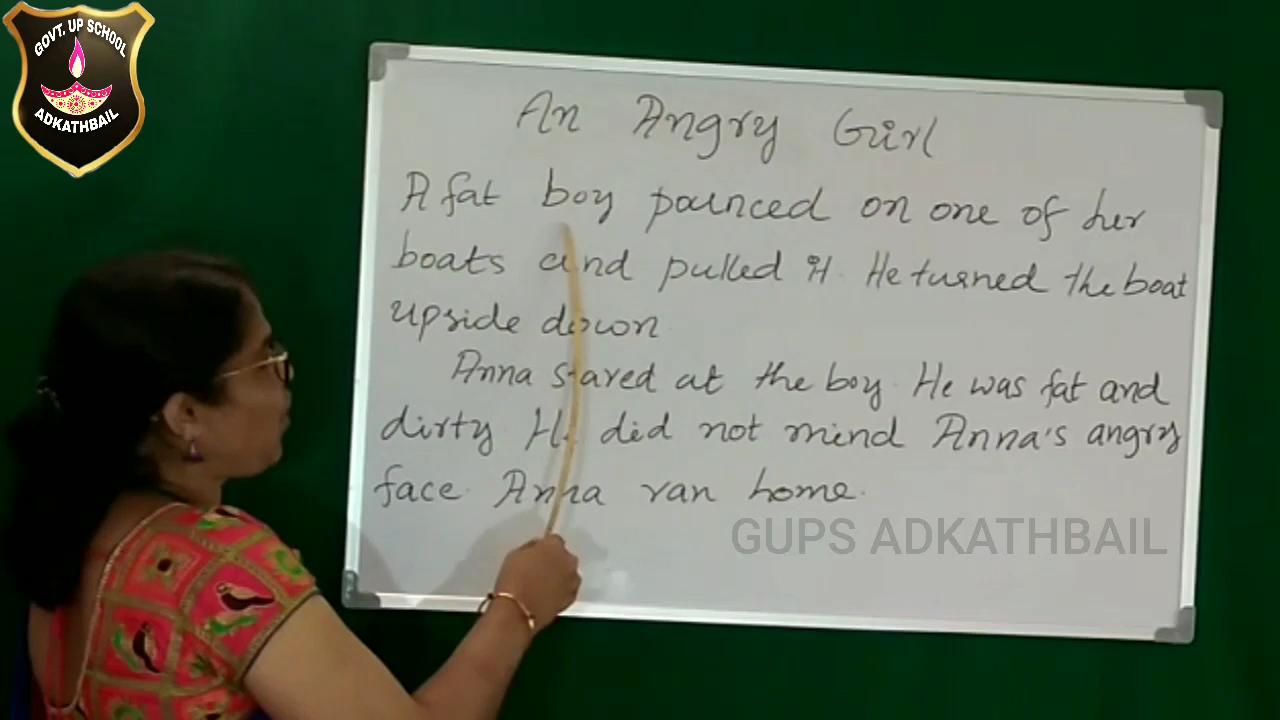 GOVT. UP SCHOOL
ADKATHBAIL
An Angry Girl
A fat boy pounced on one of her
boats and pulled it. He turned the boat
upside down
Anna stared at the boy. He was fat and
dirty He did not mind Anna's angry
face. Anna ran home.
GUPS ADKATHBAIL